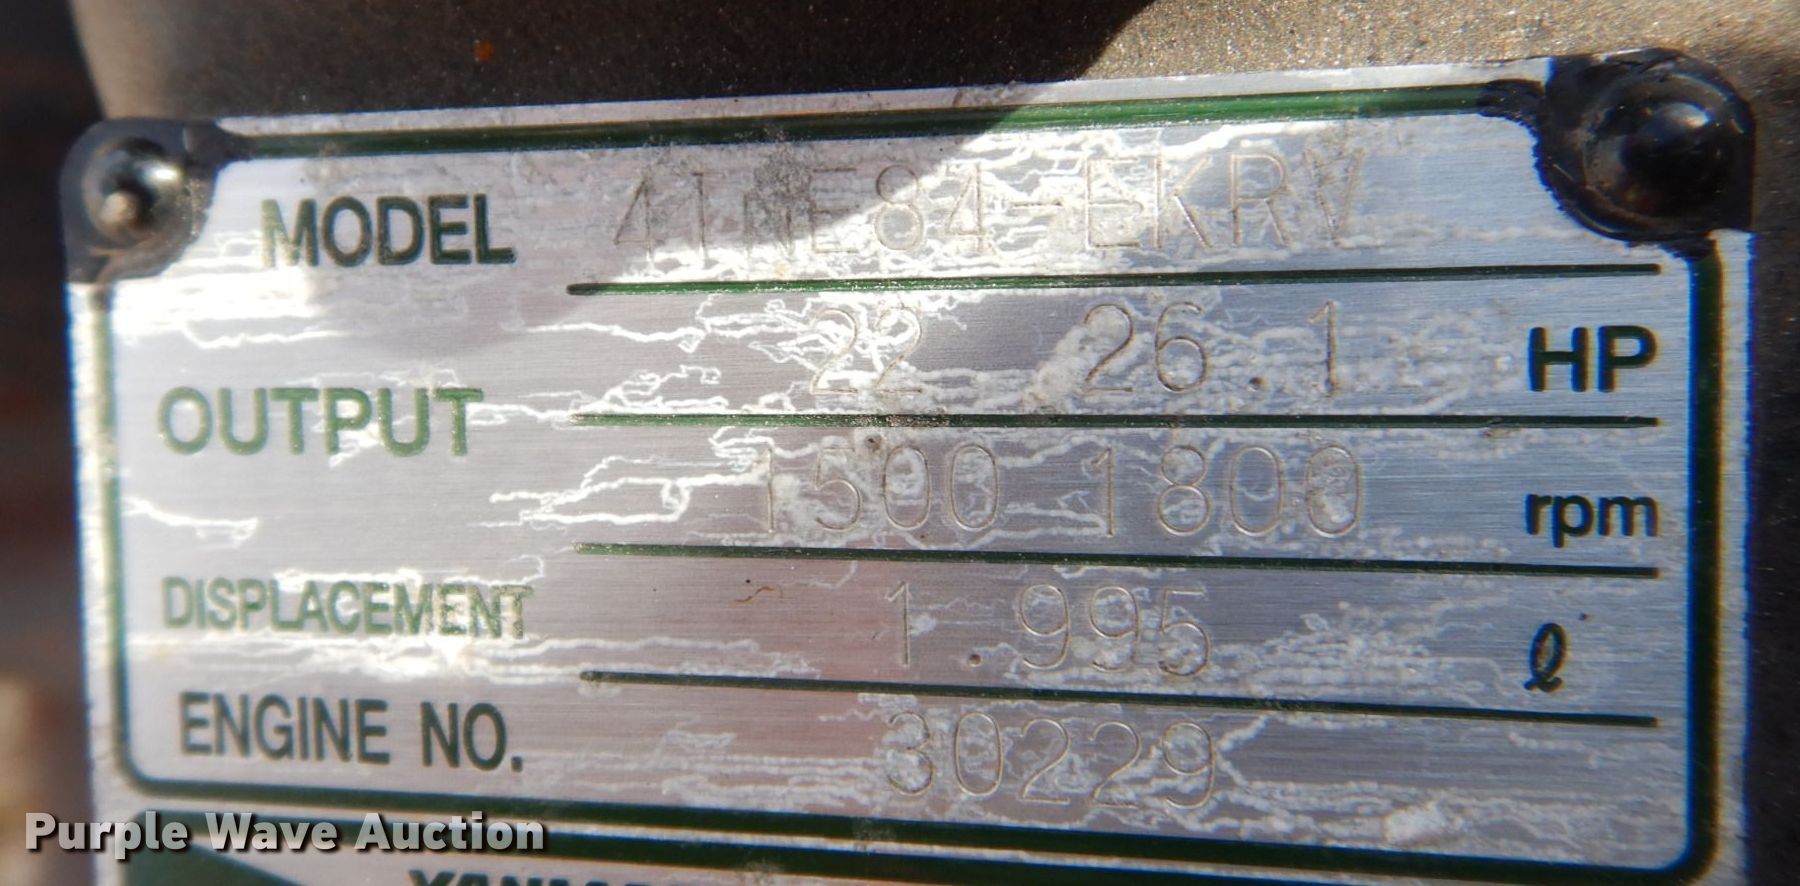 MODEL 4TNE84-EKRV
22 26.1 HP
OUTPUT
1500 1800 rpm
DISPLACEMENT 1.995 ℓ
ENGINE NO. 30229
Purple Wave Auction